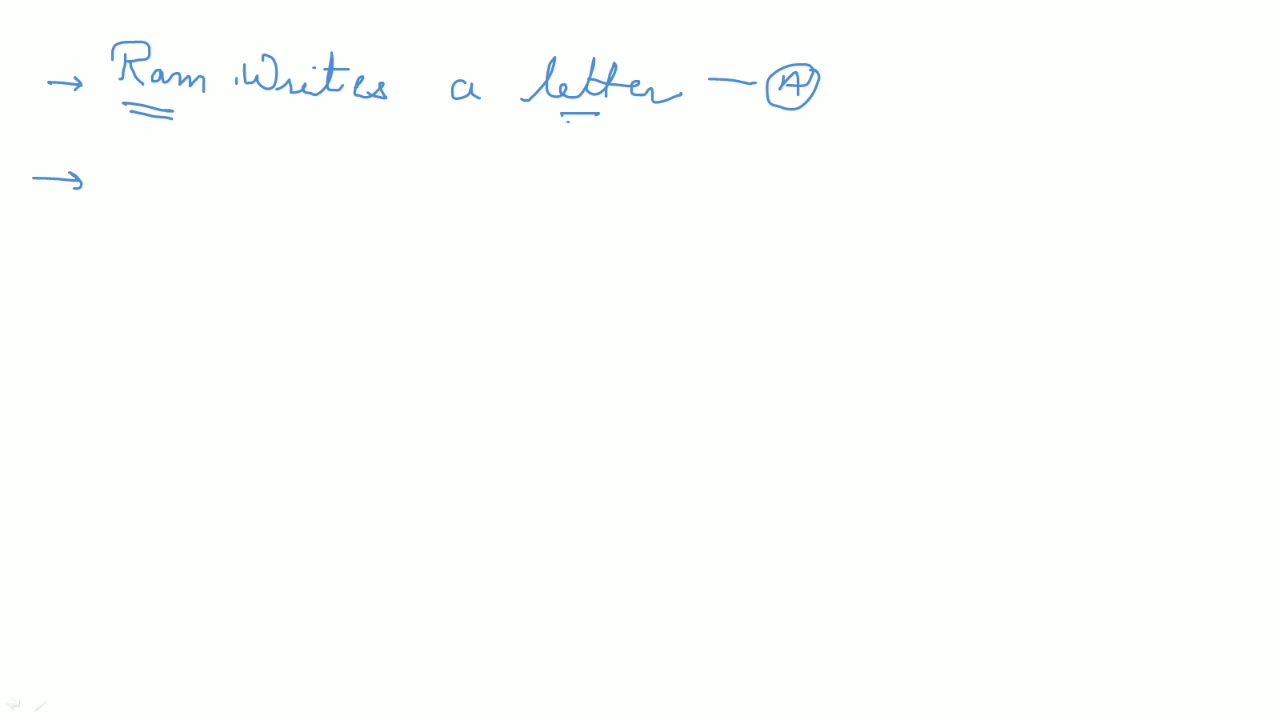 → Ram writes a letter — A
→